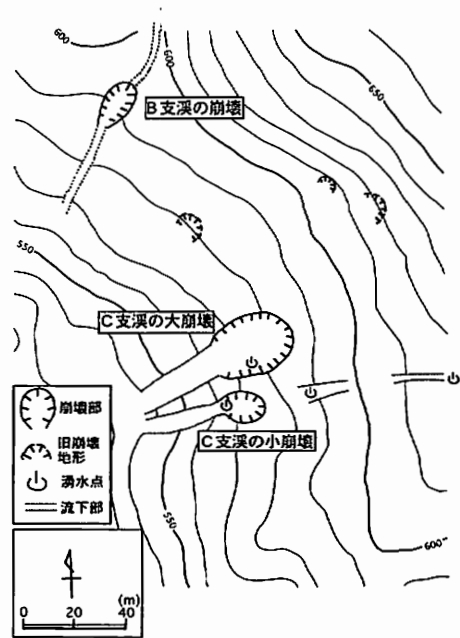 600
600
650
B支渓の崩壊
550
C支渓の大崩壊
崩壊部
旧崩壊
地形
湧水点
流下部
C支渓の小崩壊
550
600
(m)
0 20 40